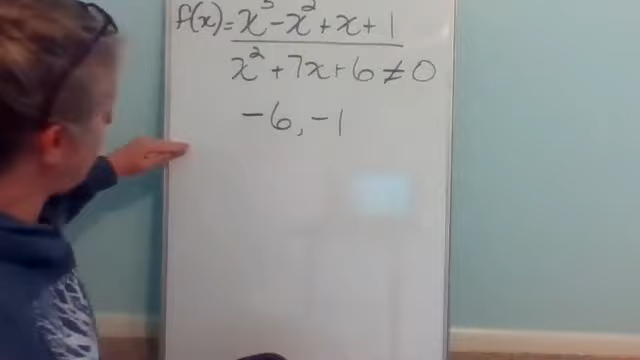 f(x) = x³ - x² + x + 1
x² + 7x + 6 ≠ 0
-6, -1